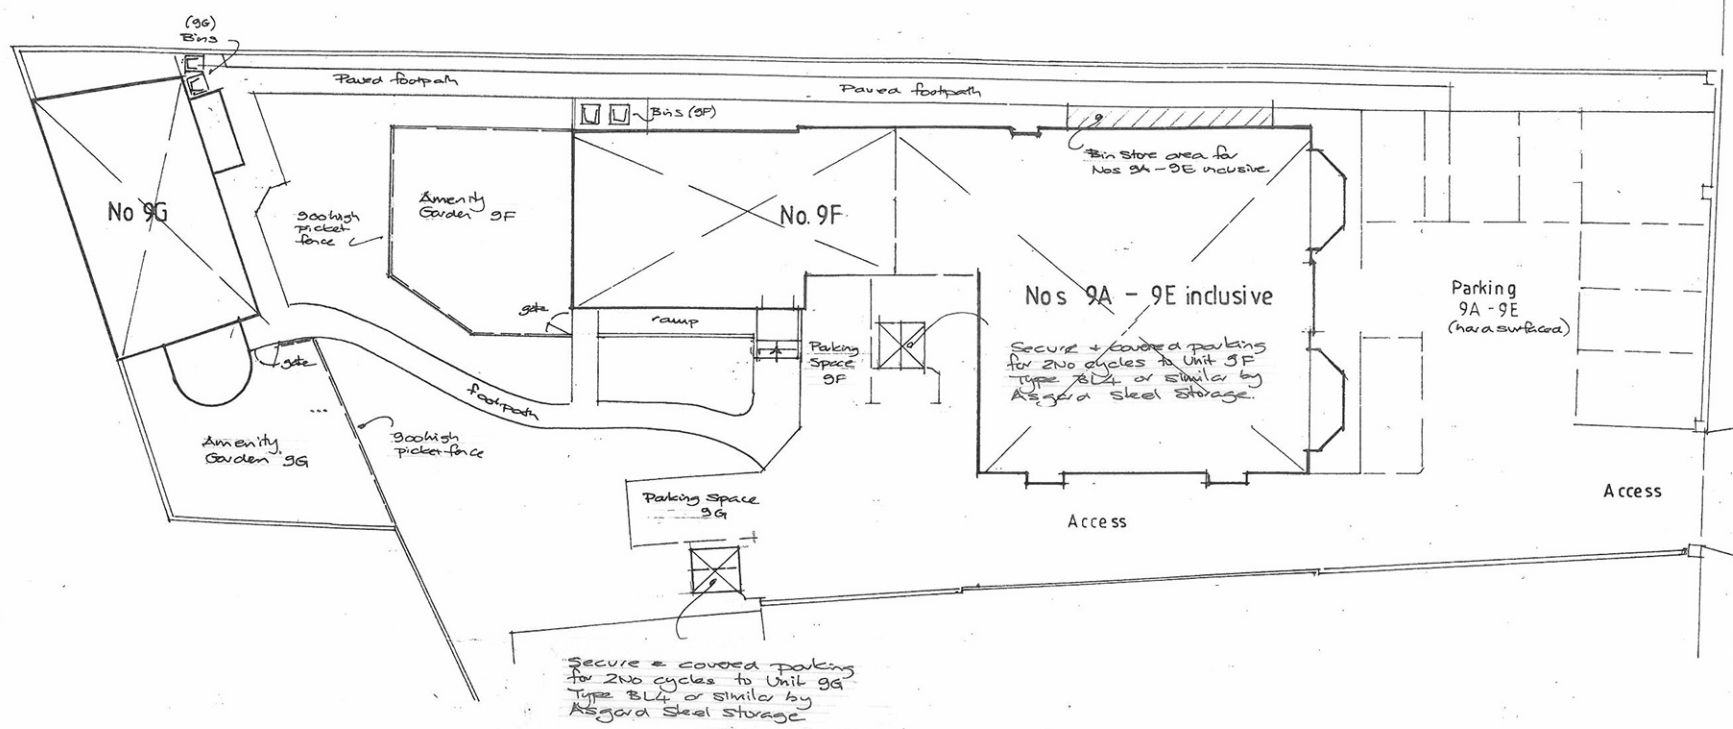 (9G)
Bins
Paved footpath
Paved footpath
Bins (9F)
Bin Store area for
Nos 9A - 9E inclusive
No 9G
900 high
picket
fence
Amenity
Garden 9F
No. 9F
Nos 9A - 9E inclusive
Parking
9A - 9E
(hard surfaced)
gate
ramp
Parking
Space
9F
Secure + covered parking
for 2No cycles to Unit 9F
Type BL4 or similar by
Asgard Steel Storage.
gate
footpath
900 high
picket fence
Amenity
Garden 9G
Parking Space
9G
Access
Access
Secure + covered parking
for 2No cycles to Unit 9G
Type BL4 or similar by
Asgard Steel Storage